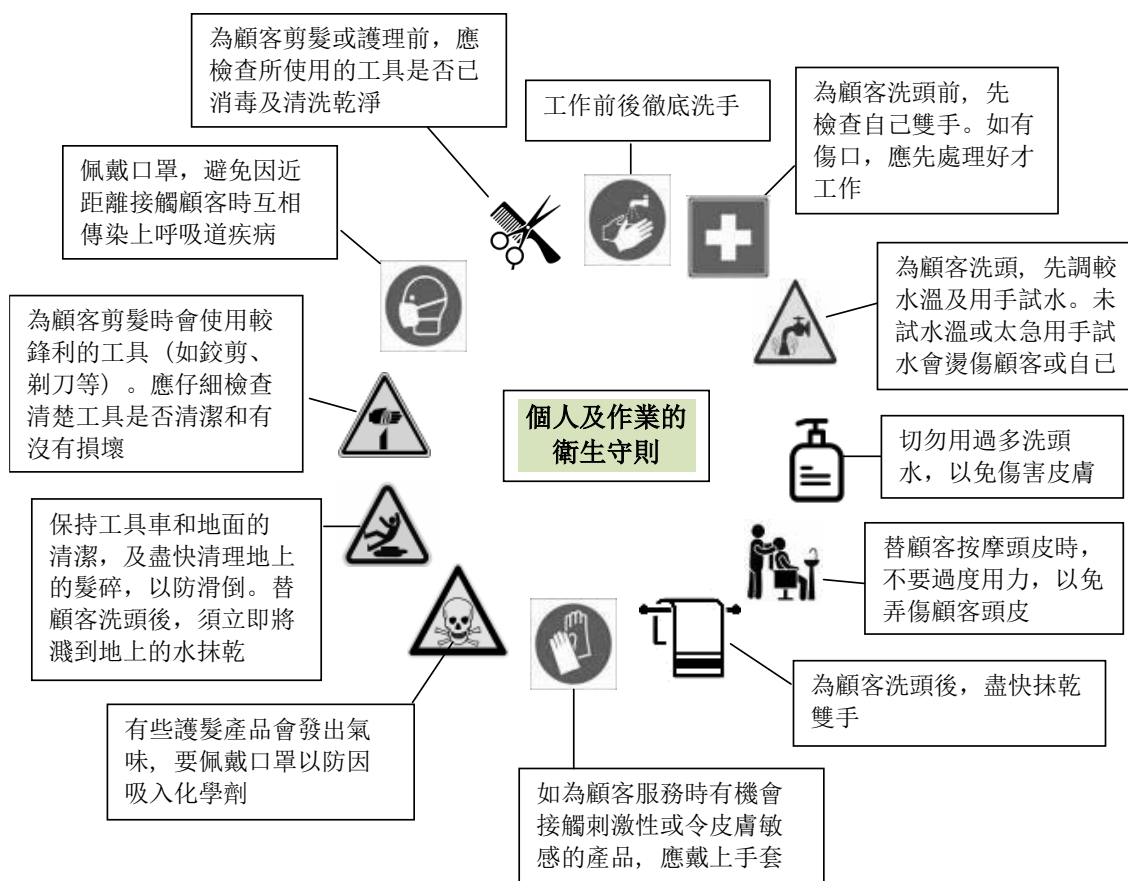 為顧客剪髮或護理前，應
檢查所使用的工具是否已
消毒及清洗乾淨
工作前後徹底洗手
為顧客洗頭前，先
檢查自己雙手。如有
傷口，應先處理好才
工作
佩戴口罩，避免因近
距離接觸顧客時互相
傳染上呼吸道疾病
為顧客洗頭，先調較
水溫及用手試水。未
試水溫或太急用手試
水會燙傷顧客或自己
為顧客剪髮時會使用較
鋒利的工具（如鉸剪、
剃刀等）。應仔細檢查
清楚工具是否清潔和有
沒有損壞
個人及作業的
衛生守則
切勿用過多洗頭
水，以免傷害皮膚
保持工具車和地面的
清潔，及盡快清理地上
的髮碎，以防滑倒。替
顧客洗頭後，須立即將
濺到地上的水抹乾
替顧客按摩頭皮時，
不要過度用力，以免
弄傷顧客頭皮
為顧客洗頭後，盡快抹乾
雙手
有些護髮產品會發出氣
味，要佩戴口罩以防因
吸入化學劑
如為顧客服務時有機會
接觸刺激性或令皮膚敏
感的產品，應戴上手套